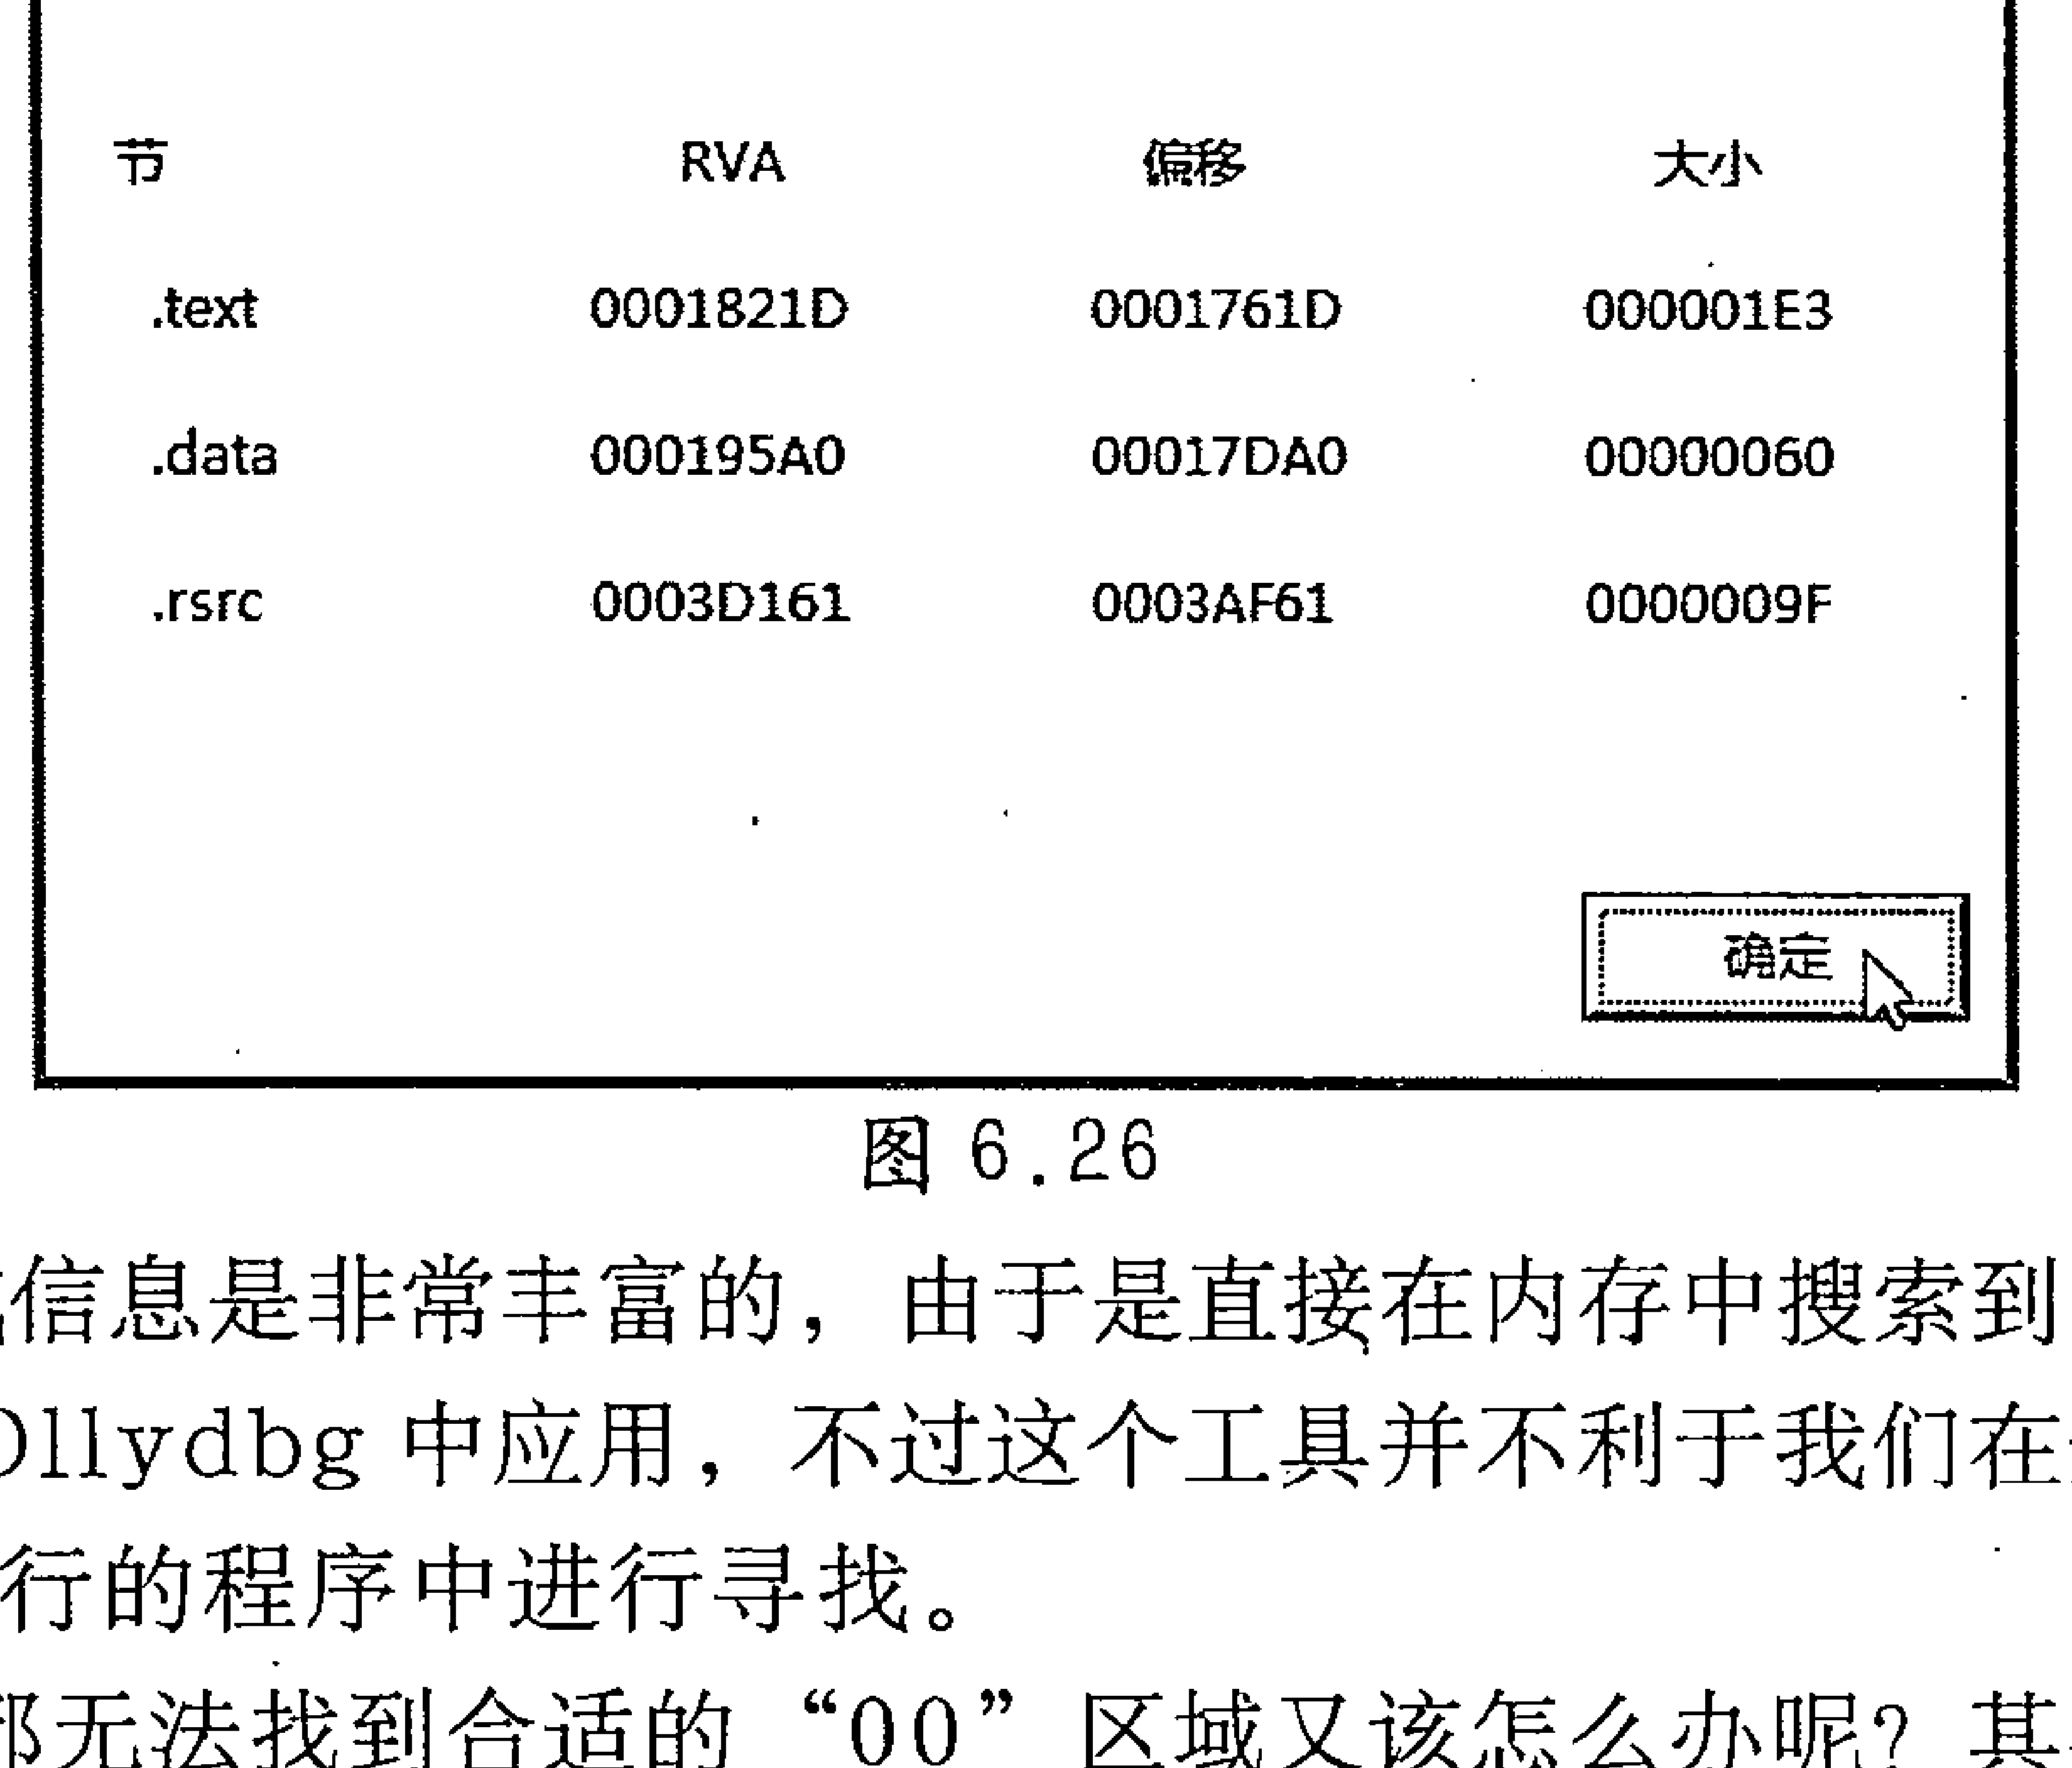 节 RVA 偏移 大小
.text 0001821D 0001761D 000001E3
.data 000195A0 00017DA0 00000060
.rsrc 0003D161 0003AF61 0000009F
确定
图 6.26
信息是非常丰富的，由于是直接在内存中搜索到
Ollydbg 中应用，不过这个工具并不利于我们在
行的程序中进行寻找。
都无法找到合适的“00”区域又该怎么办呢？其